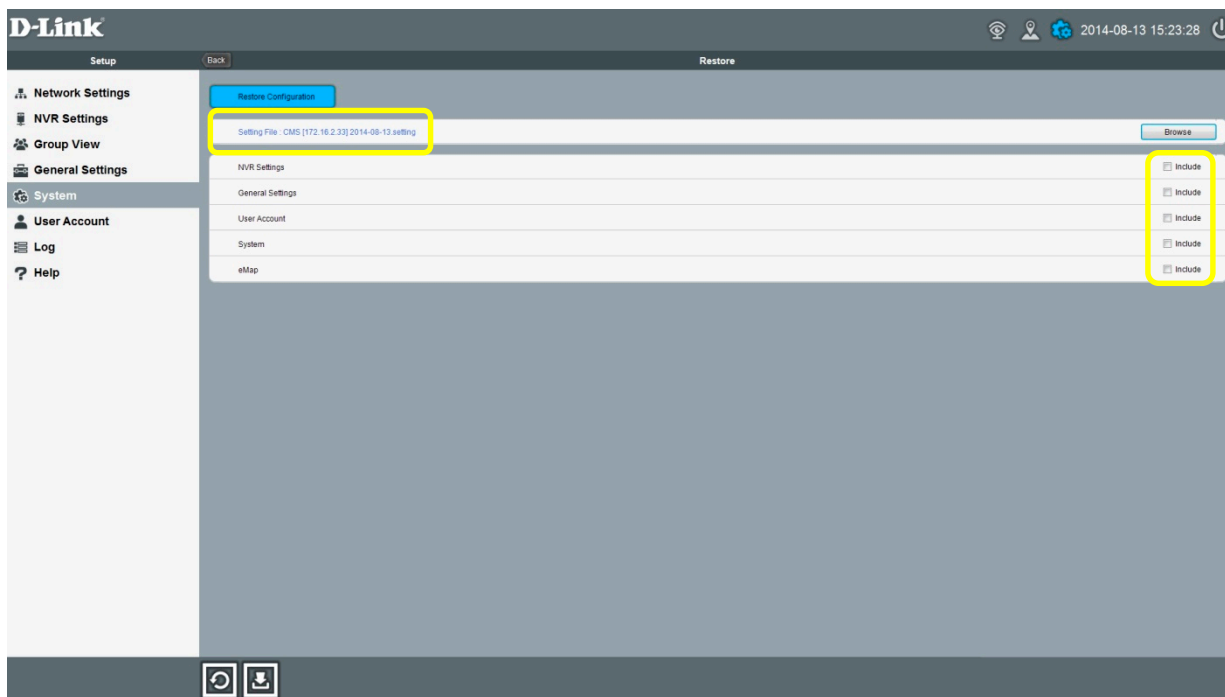 D-Link
2014-08-13 15:23:28
Setup
Back
Restore
Network Settings
NVR Settings
Group View
General Settings
System
User Account
Log
Help
Restore Configuration
Setting File : CMS [172.16.2.33] 2014-08-13.setting
Browse
NVR Settings
Include
General Settings
Include
User Account
Include
System
Include
eMap
Include